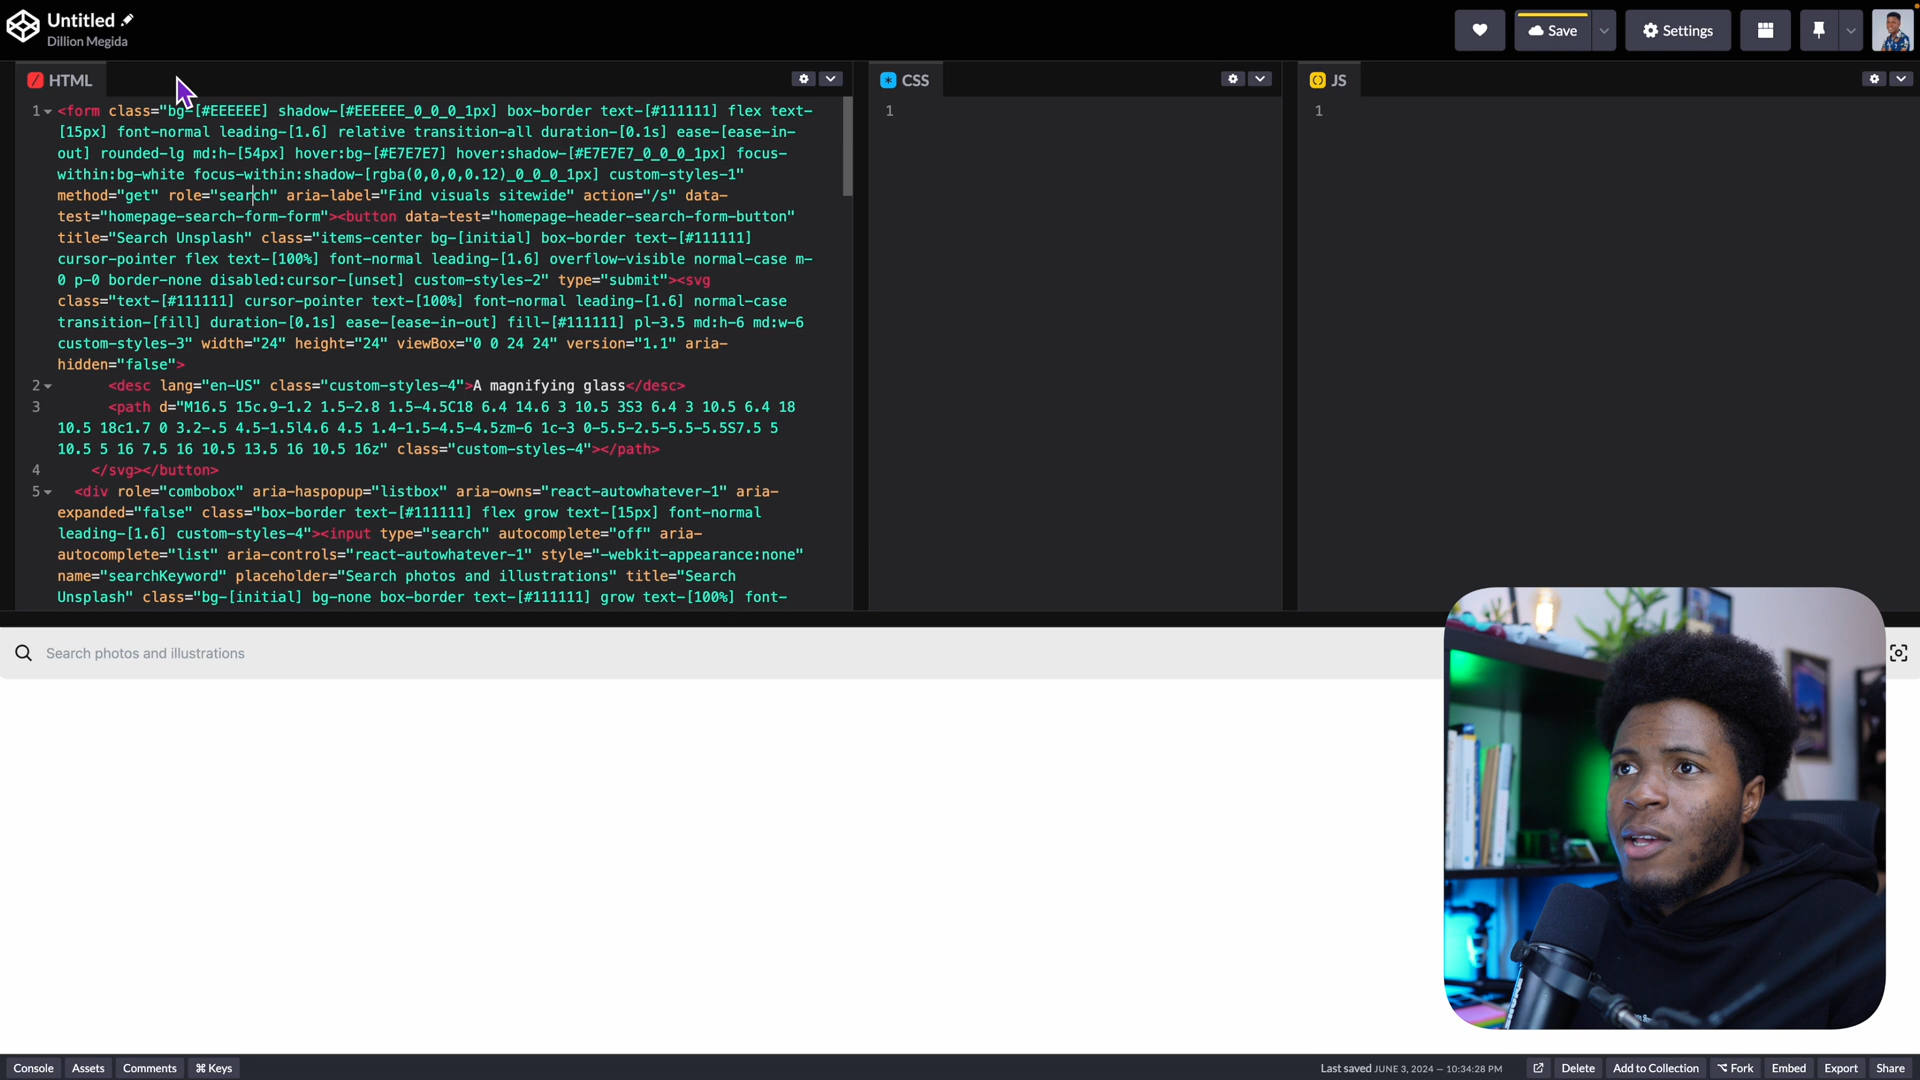 Untitled
Dillion Megida
Save
Settings
HTML
CSS
JS
1 <form class="bg-[#EEEEEE] shadow-[#EEEEEE_0_0_0_1px] box-border text-[#111111] flex text-
[15px] font-normal leading-[1.6] relative transition-all duration-[0.1s] ease-[ease-in-
out] rounded-lg md:h-[54px] hover:bg-[#E7E7E7] hover:shadow-[#E7E7E7_0_0_0_1px] focus-
within:bg-white focus-within:shadow-[rgba(0,0,0,0.12)_0_0_0_1px] custom-styles-1"
method="get" role="search" aria-label="Find visuals sitewide" action="/s" data-
test="homepage-search-form-form"><button data-test="homepage-header-search-form-button"
title="Search Unsplash" class="items-center bg-[initial] box-border text-[#111111]
cursor-pointer flex text-[100%] font-normal leading-[1.6] overflow-visible normal-case m-
0 p-0 border-none disabled:cursor-[unset] custom-styles-2" type="submit"><svg
class="text-[#111111] cursor-pointer text-[100%] font-normal leading-[1.6] normal-case
transition-[fill] duration-[0.1s] ease-[ease-in-out] fill-[#111111] pl-3.5 md:h-6 md:w-6
custom-styles-3" width="24" height="24" viewBox="0 0 24 24" version="1.1" aria-
hidden="false">
2 <desc lang="en-US" class="custom-styles-4">A magnifying glass</desc>
3 <path d="M16.5 15c.9-1.2 1.5-2.8 1.5-4.5C18 6.4 14.6 3 10.5 3S3 6.4 3 10.5 6.4 18
10.5 18c1.7 0 3.2-.5 4.5-1.5l4.6 4.5 1.4-1.5-4.5-4.5zm-6 1c-3 0-5.5-2.5-5.5-5.5S7.5 5
10.5 5 16 7.5 16 10.5 13.5 16 10.5 16z" class="custom-styles-4"></path>
4 </svg></button>
5 <div role="combobox" aria-haspopup="listbox" aria-owns="react-autowhatever-1" aria-
expanded="false" class="box-border text-[#111111] flex grow text-[15px] font-normal
leading-[1.6] custom-styles-4"><input type="search" autocomplete="off" aria-
autocomplete="list" aria-controls="react-autowhatever-1" style="-webkit-appearance:none"
name="searchKeyword" placeholder="Search photos and illustrations" title="Search
Unsplash" class="bg-[initial] bg-none box-border text-[#111111] grow text-[100%] font-
1
1
Search photos and illustrations
Console
Assets
Comments
⌘ Keys
Last saved JUNE 3, 2024 — 10:34:28 PM
Delete
Add to Collection
⌥ Fork
Embed
Export
Share